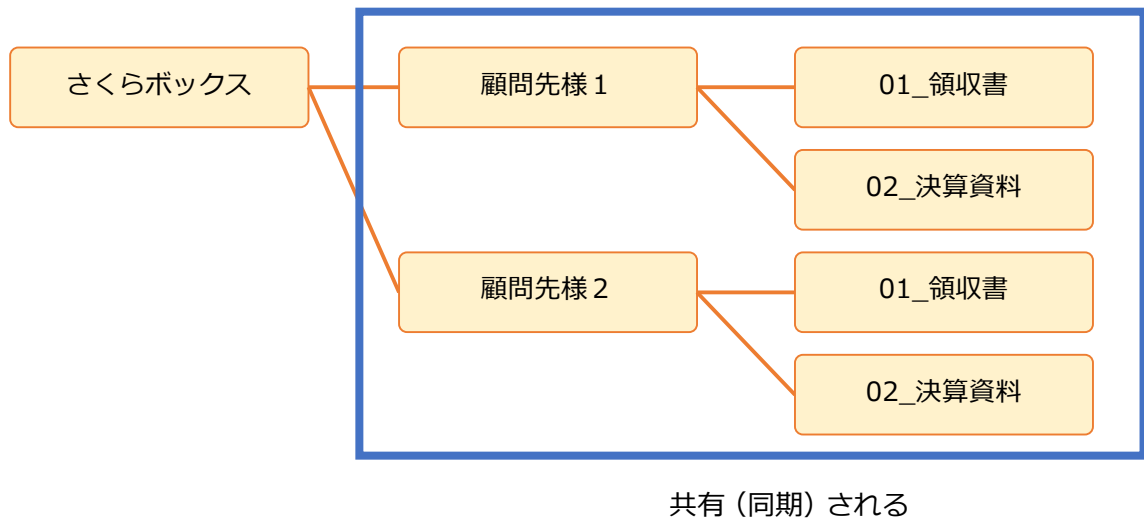 さくらボックス
顧問先様１
01_領収書
02_決算資料
顧問先様２
01_領収書
02_決算資料
共有（同期）される